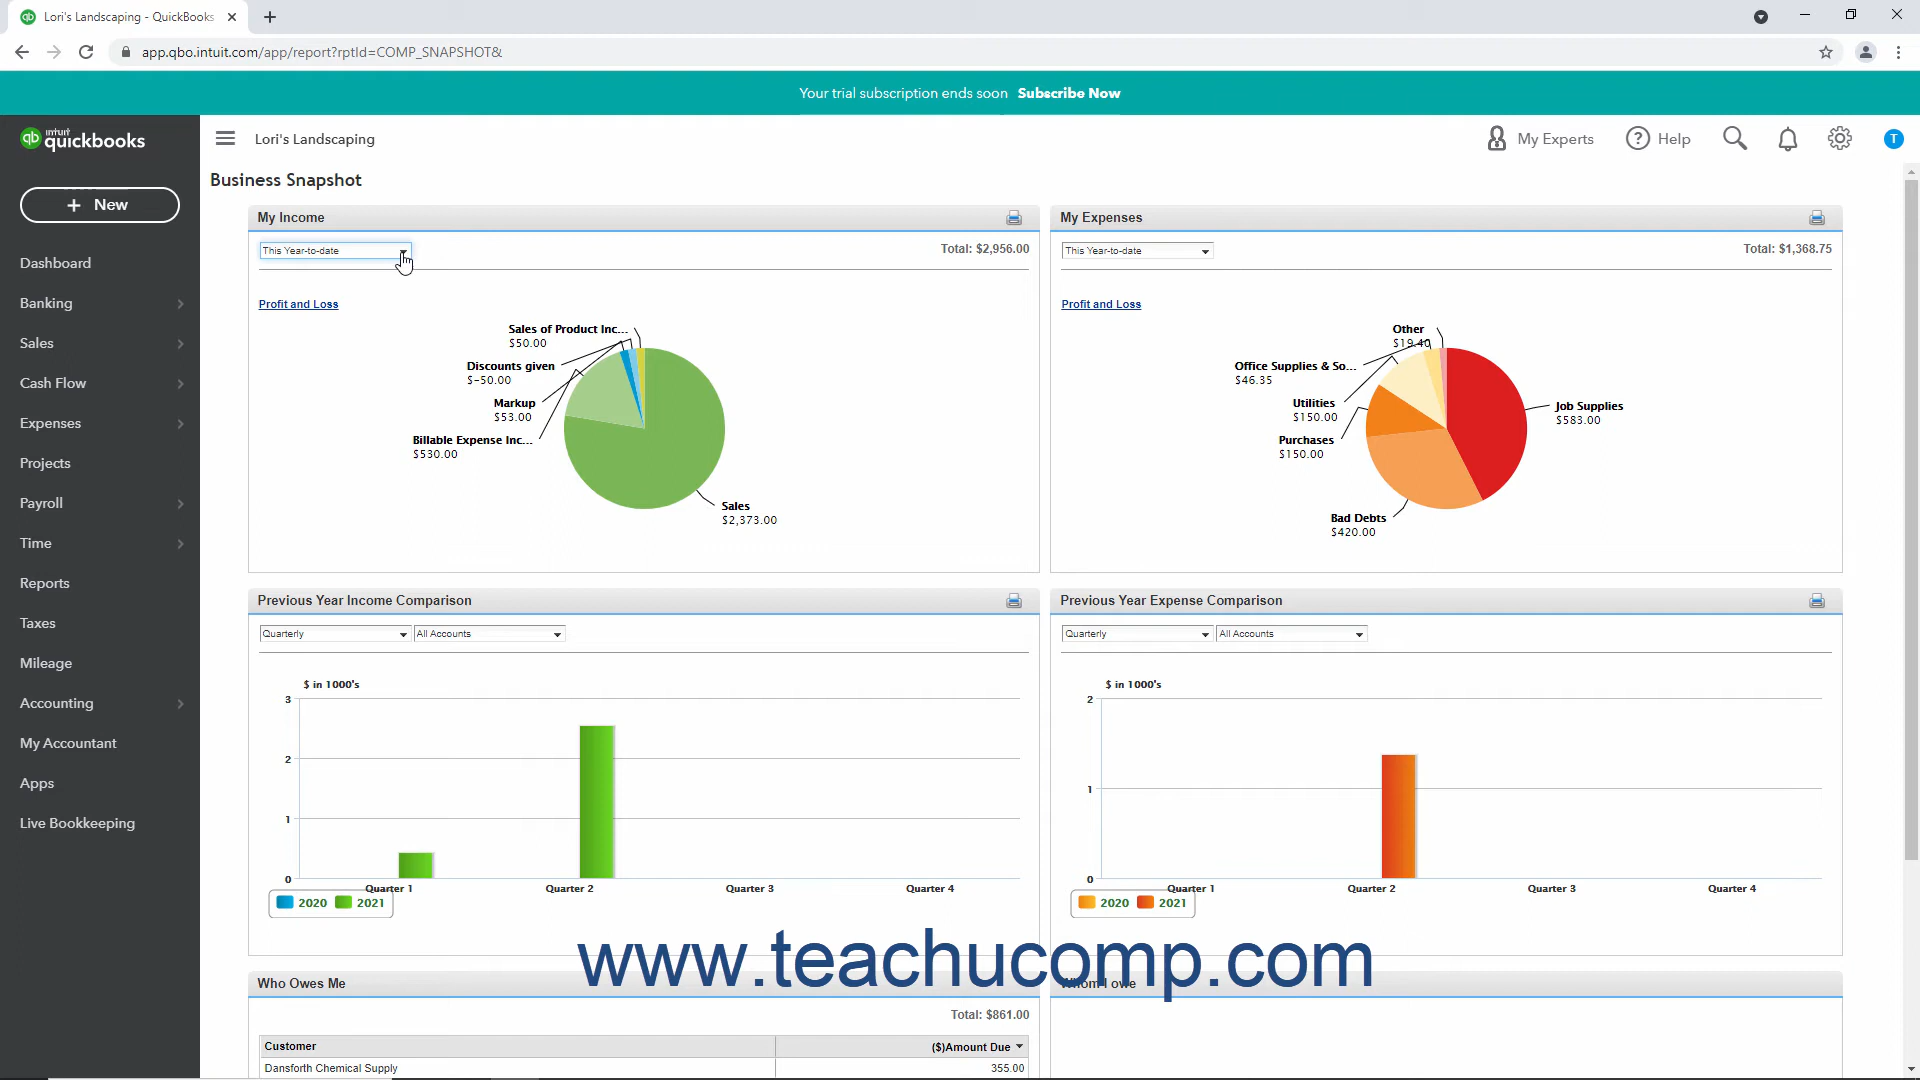 Lori's Landscaping - QuickBooks
app.qbo.intuit.com/app/report?rptId=COMP_SNAPSHOT&
Your trial subscription ends soon Subscribe Now
intuit
quickbooks
Lori's Landscaping
My Experts
Help
T
+ New
Dashboard
Banking
Sales
Cash Flow
Expenses
Projects
Payroll
Time
Reports
Taxes
Mileage
Accounting
My Accountant
Apps
Live Bookkeeping
Business Snapshot
My Income
This Year-to-date
Total: $2,956.00
Profit and Loss
Sales of Product Inc...
$50.00
Discounts given
$-50.00
Markup
$53.00
Billable Expense Inc...
$530.00
Sales
$2,373.00
My Expenses
This Year-to-date
Total: $1,368.75
Profit and Loss
Other
$19.40
Office Supplies & So...
$46.35
Utilities
$150.00
Purchases
$150.00
Job Supplies
$583.00
Bad Debts
$420.00
Previous Year Income Comparison
Quarterly All Accounts
$ in 1000's
3
2
1
0
Quarter 1 Quarter 2 Quarter 3 Quarter 4
2020 2021
Previous Year Expense Comparison
Quarterly All Accounts
$ in 1000's
2
1
0
Quarter 1 Quarter 2 Quarter 3 Quarter 4
2020 2021
www.teachucomp.com
Who Owes Me
Total: $861.00
Customer ($)Amount Due
Dansforth Chemical Supply 355.00
Whom I owe